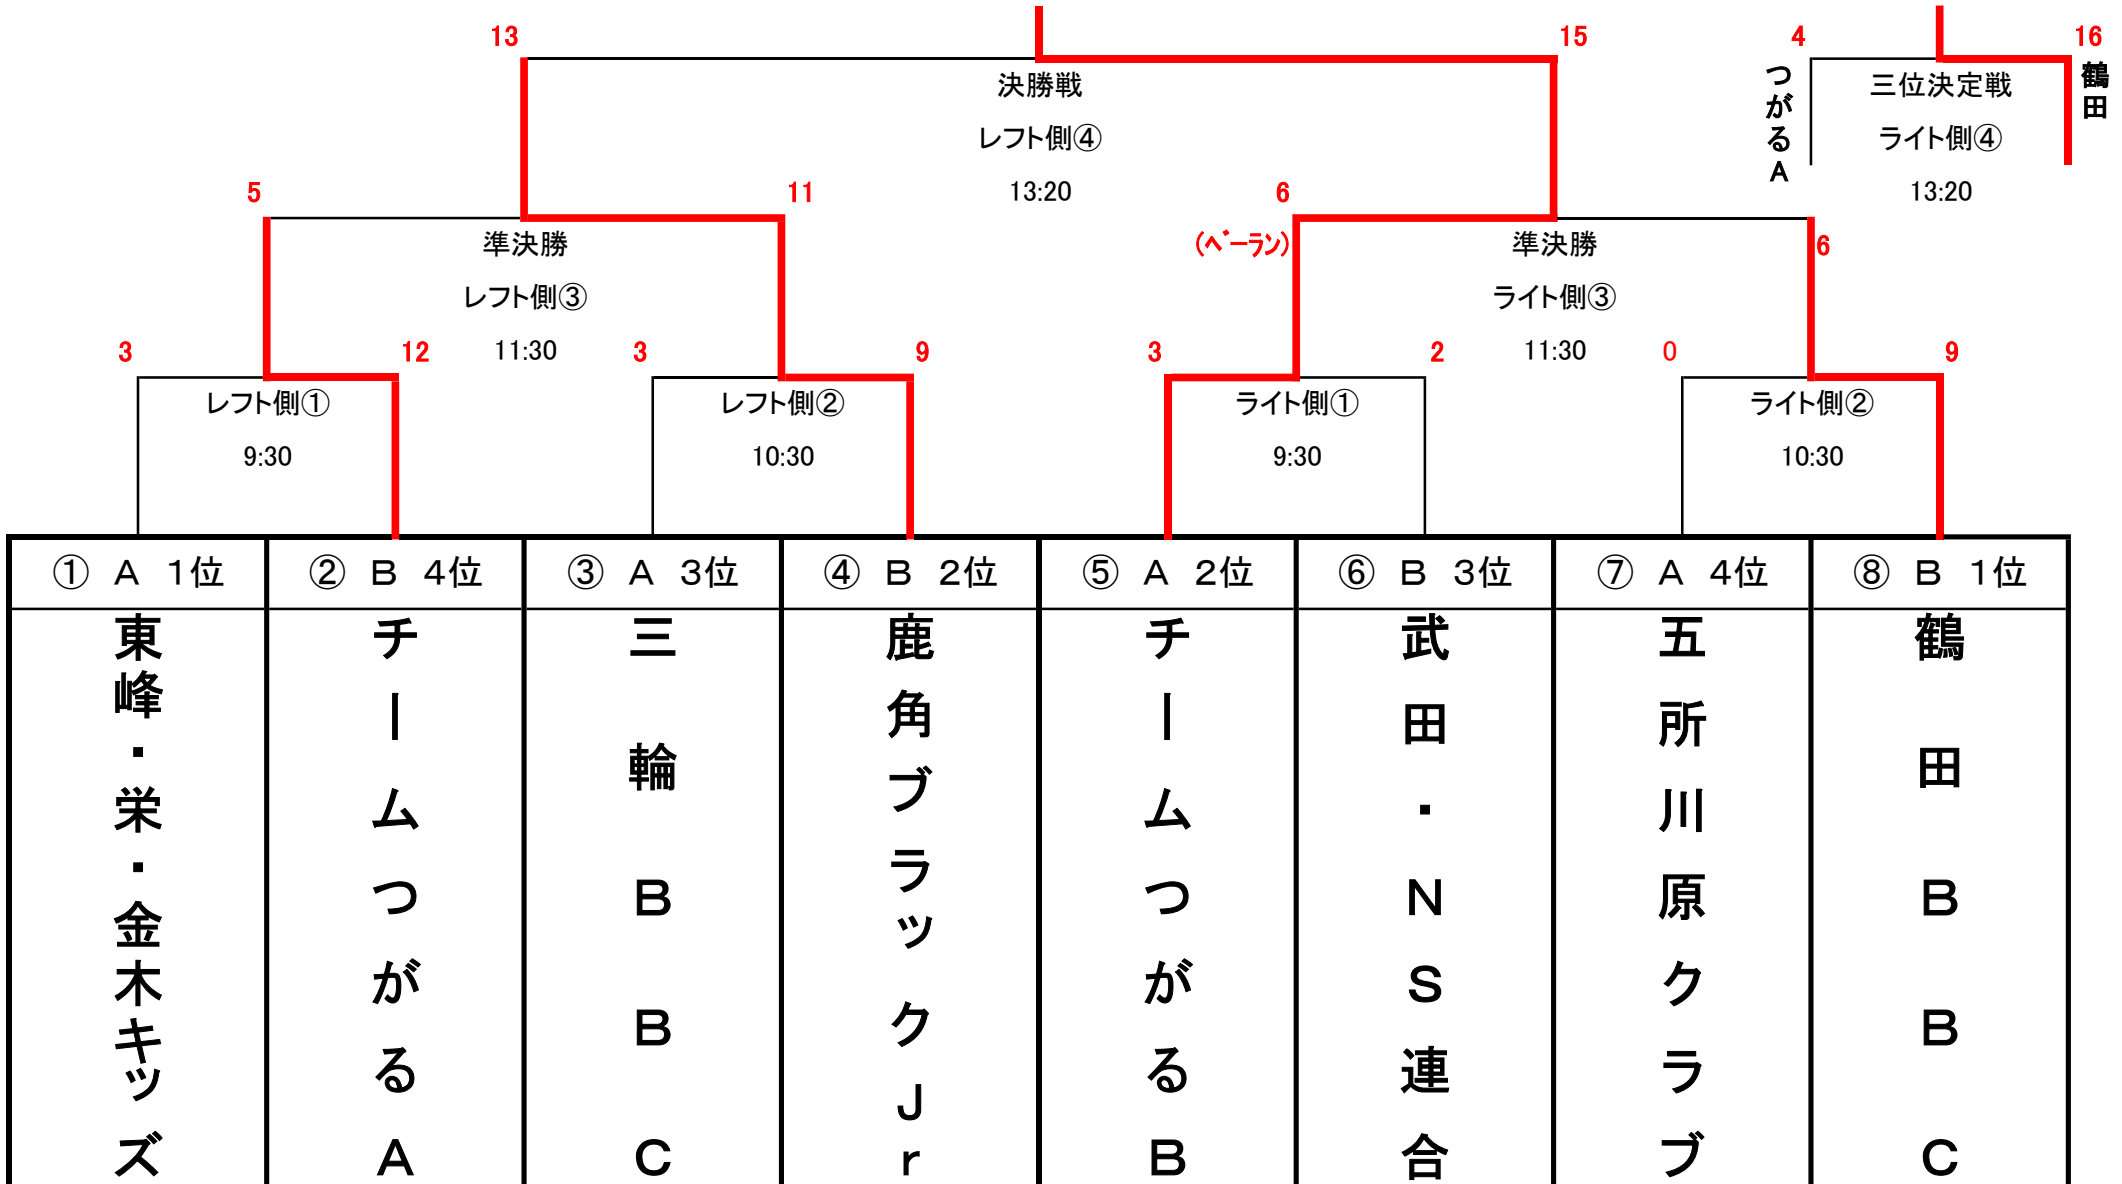 13
15
4
16
決勝戦
レフト側④
13:20
つがるA
三位決定戦
ライト側④
13:20
鶴田
5
11
6
(ベーラン)
6
準決勝
レフト側③
11:30
準決勝
ライト側③
11:30
3
12
3
9
3
2
0
9
レフト側①
9:30
レフト側②
10:30
ライト側①
9:30
ライト側②
10:30
① A 1位
② B 4位
③ A 3位
④ B 2位
⑤ A 2位
⑥ B 3位
⑦ A 4位
⑧ B 1位
東峰・栄・金木キッズ
チームつがるA
三輪BBC
鹿角ブラックJr
チームつがるB
武田・NS連合
五所川原クラブ
鶴田BBC